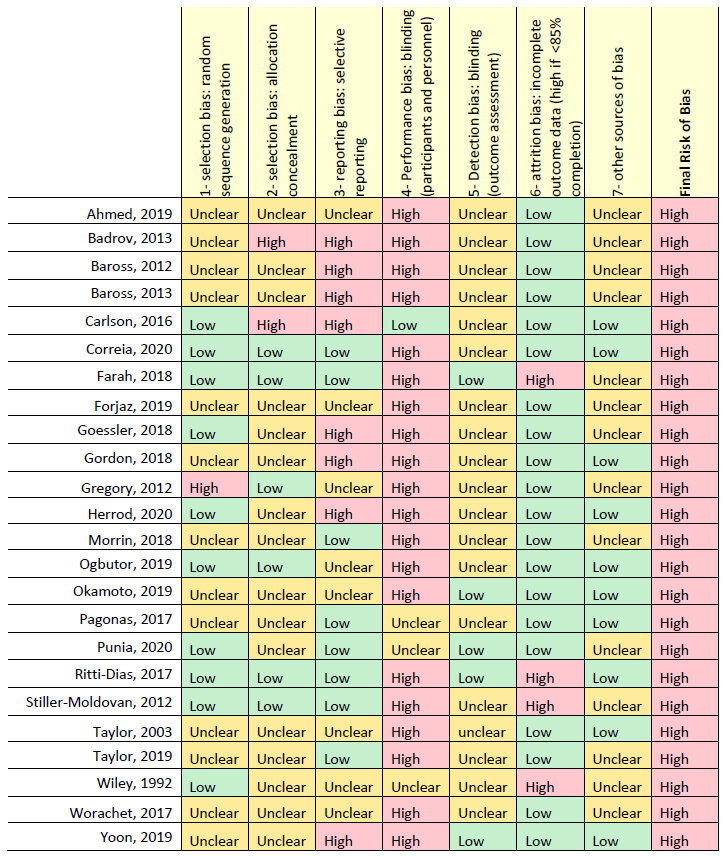 1- selection bias: random
sequence generation
2- selection bias: allocation
concealment
3- reporting bias: selective
reporting
4- Performance bias: blinding
(participants and personnel)
5- Detection bias: blinding
(outcome assessment)
6- attrition bias: incomplete
outcome data (high if <85%
completion)
7- other sources of bias
Final Risk of Bias
Ahmed, 2019 Unclear Unclear Unclear High Unclear Low Unclear High
Badrov, 2013 Unclear High High High Unclear Low Unclear High
Baross, 2012 Unclear Unclear High High Unclear Low Unclear High
Baross, 2013 Unclear Unclear High High Unclear Low Unclear High
Carlson, 2016 Low High High Low Unclear Low Low High
Correia, 2020 Low Low Low High Unclear Low Low High
Farah, 2018 Low Low Low High Low High Unclear High
Forjaz, 2019 Unclear Unclear Unclear High Unclear Low Unclear High
Goessler, 2018 Low Unclear High High Unclear Low Unclear High
Gordon, 2018 Unclear Unclear High High Unclear Low Low High
Gregory, 2012 High Low Unclear High Unclear Low Unclear High
Herrod, 2020 Low Unclear High High Unclear Low Low High
Morrin, 2018 Unclear Unclear Low High Unclear Low Unclear High
Ogbutor, 2019 Low Low Unclear High Unclear Low Low High
Okamoto, 2019 Unclear Unclear Unclear High Low Low Low High
Pagonas, 2017 Unclear Unclear Low Unclear Unclear Low Low High
Punia, 2020 Low Unclear Low Unclear Low Low Unclear High
Ritti-Dias, 2017 Low Low Low High Low High Low High
Stiller-Moldovan, 2012 Low Low Low High Unclear High Unclear High
Taylor, 2003 Unclear Unclear Unclear High unclear Low Low High
Taylor, 2019 Unclear Unclear Low High Unclear Low Unclear High
Wiley, 1992 Low Unclear Unclear Unclear Unclear High Unclear High
Worachet, 2017 Unclear Unclear Unclear High Unclear Low Unclear High
Yoon, 2019 Unclear Unclear High High Low Low Low High